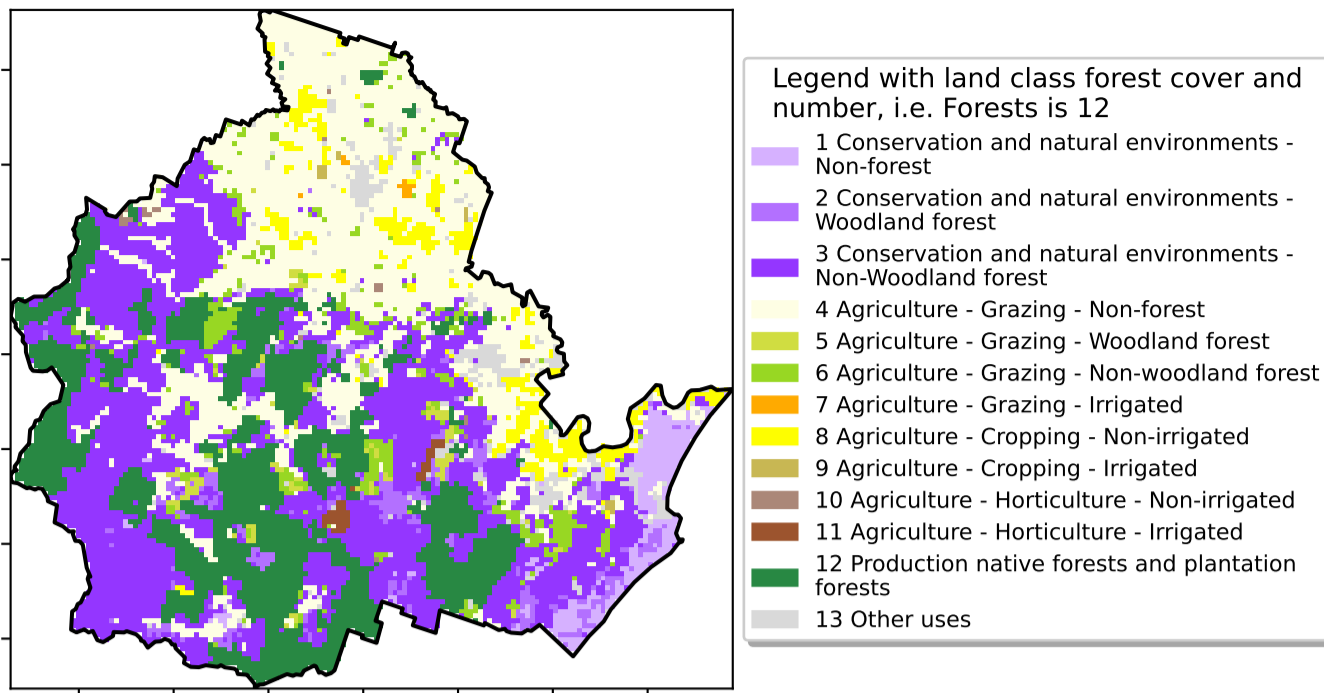 Legend with land class forest cover and
number, i.e. Forests is 12
1 Conservation and natural environments -
Non-forest
2 Conservation and natural environments -
Woodland forest
3 Conservation and natural environments -
Non-Woodland forest
4 Agriculture - Grazing - Non-forest
5 Agriculture - Grazing - Woodland forest
6 Agriculture - Grazing - Non-woodland forest
7 Agriculture - Grazing - Irrigated
8 Agriculture - Cropping - Non-irrigated
9 Agriculture - Cropping - Irrigated
10 Agriculture - Horticulture - Non-irrigated
11 Agriculture - Horticulture - Irrigated
12 Production native forests and plantation
forests
13 Other uses